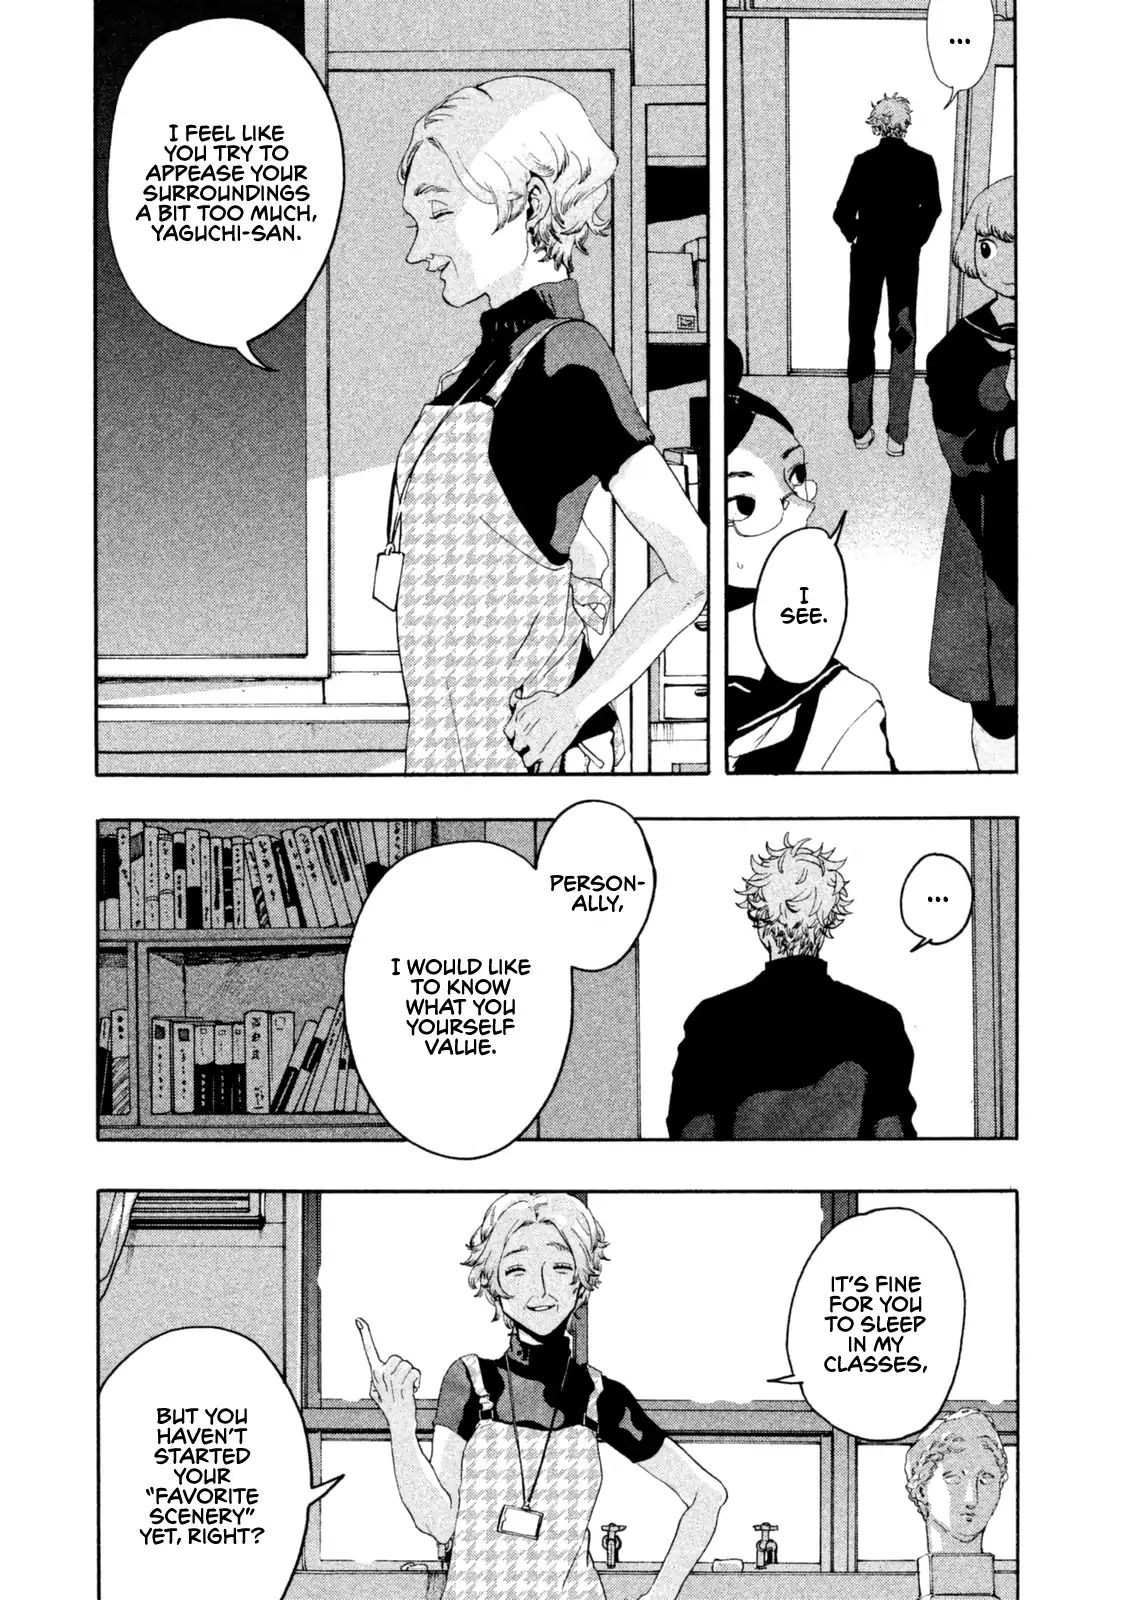 ...
I
SEE.
I FEEL LIKE
YOU TRY TO
APPEASE YOUR
SURROUNDINGS
A BIT TOO MUCH,
YAGUCHI-SAN.
...
PERSON-
ALLY,
I WOULD LIKE
TO KNOW
WHAT YOU
YOURSELF
VALUE.
IT'S FINE
FOR YOU
TO SLEEP
IN MY
CLASSES,
BUT YOU
HAVEN'T
STARTED
YOUR
"FAVORITE
SCENERY"
YET, RIGHT?